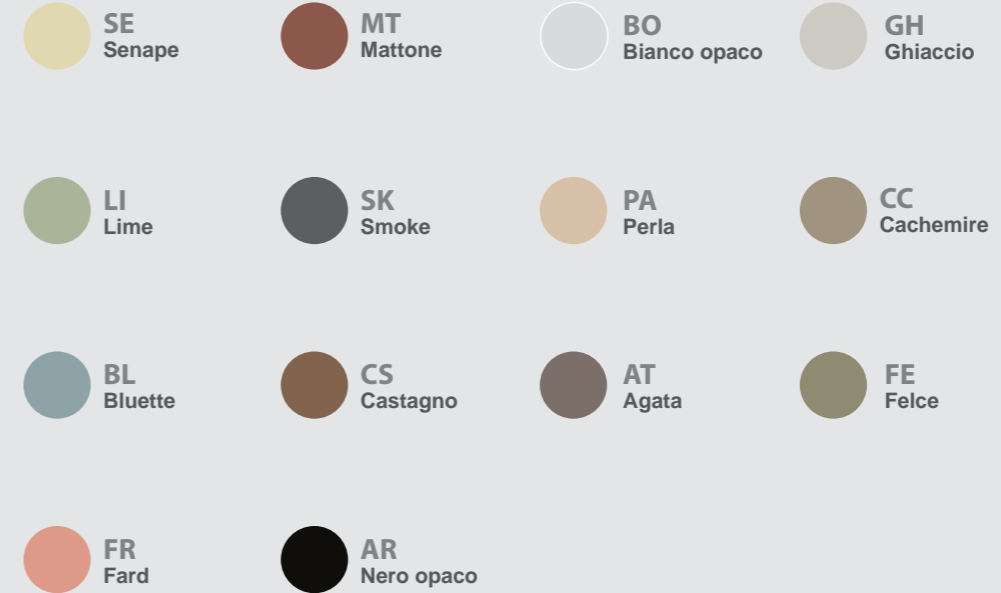 SE
Senape
MT
Mattone
BO
Bianco opaco
GH
Ghiaccio
LI
Lime
SK
Smoke
PA
Perla
CC
Cachemire
BL
Bluette
CS
Castagno
AT
Agata
FE
Felce
FR
Fard
AR
Nero opaco